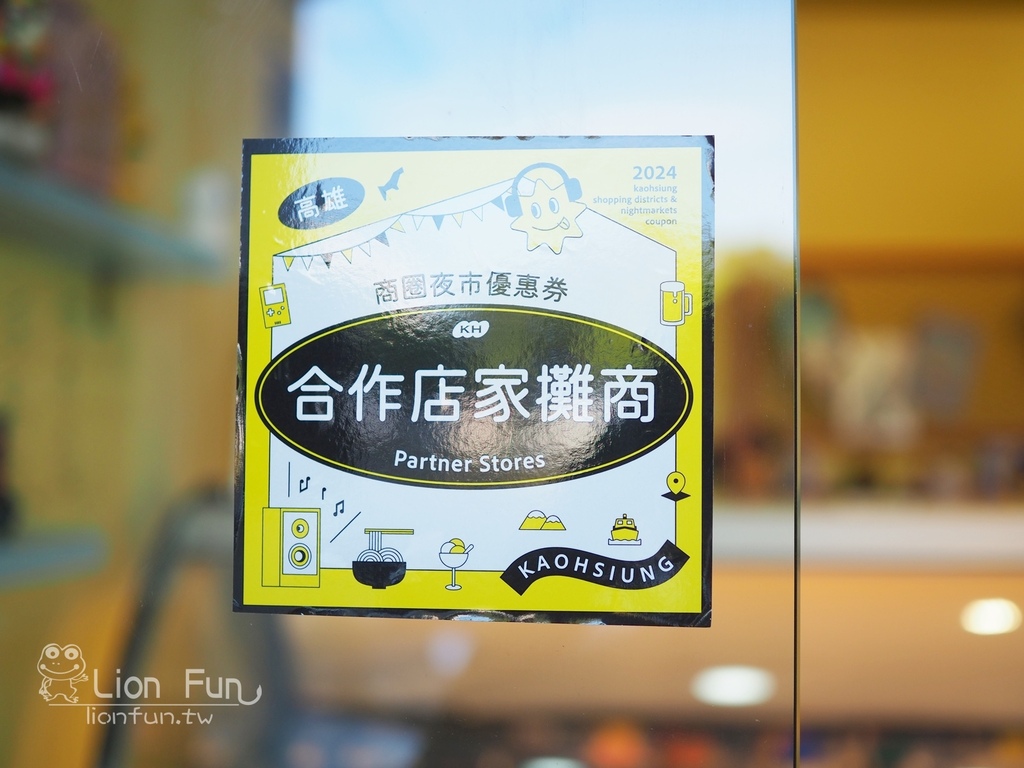 高雄
2024
kaohsiung
shopping districts &
nightmarkets
coupon
商圈夜市優惠券
KH
合作店家攤商
Partner Stores
KAOHSIUNG
Lion Fun
lionfun.tw